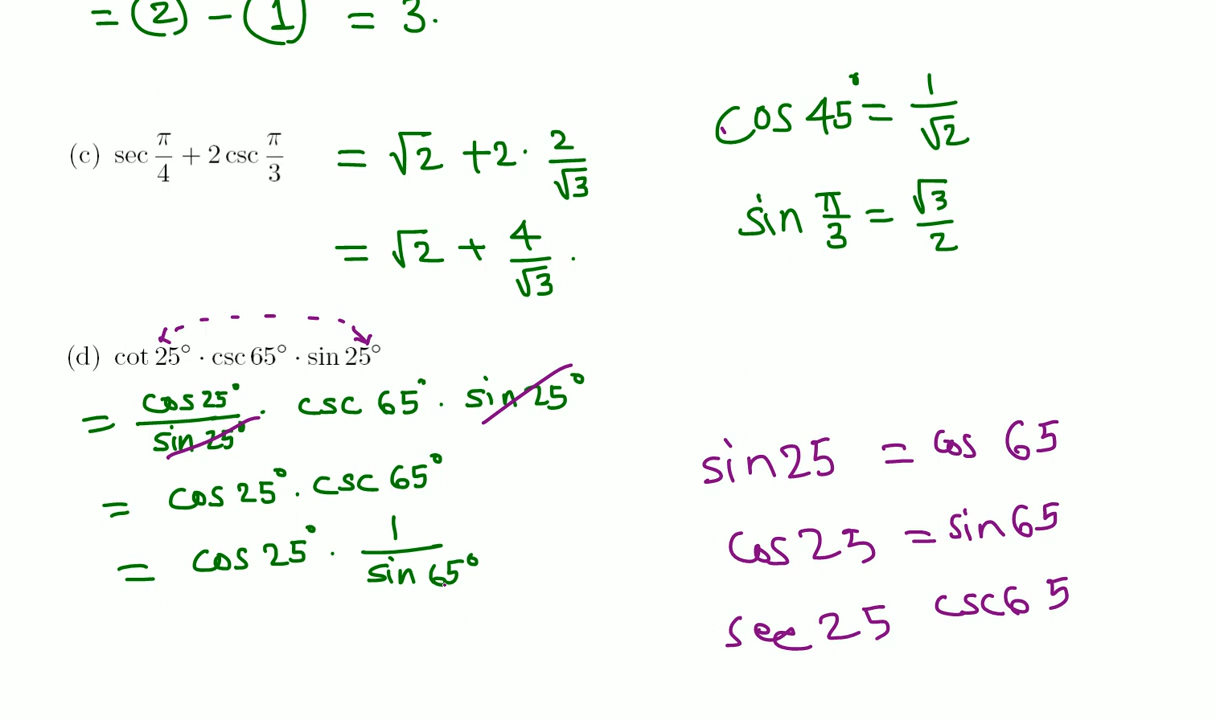 = (2) - (1) = 3.
cos 45° = 1/√2
(c) sec π/4 + 2 csc π/3 = √2 + 2 · 2/√3
sin π/3 = √3/2
= √2 + 4/√3 .
(d) cot 25° · csc 65° · sin 25°
= cos 25°/sin 25° · csc 65° · sin 25°
sin 25 = cos 65
= cos 25° · csc 65°
cos 25 = sin 65
= cos 25° · 1/sin 65°
sec 25 csc 65